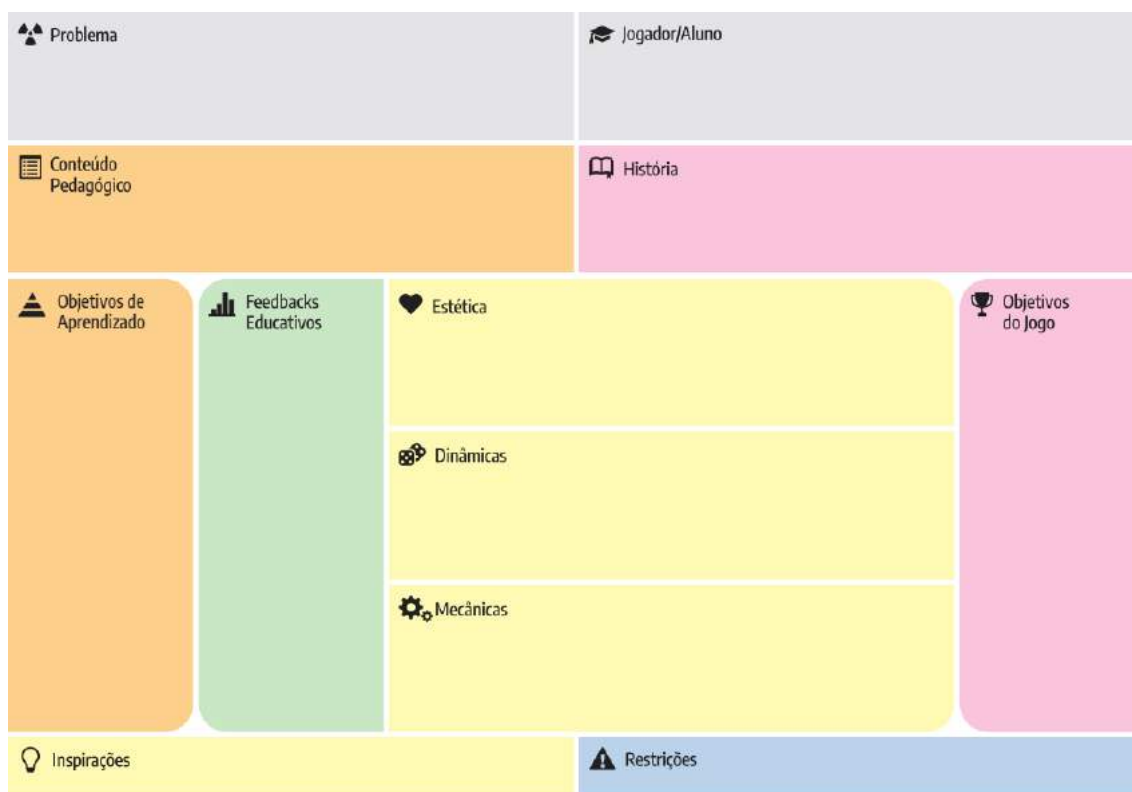 Problema
Jogador/Aluno
Conteúdo
Pedagógico
História
Objetivos de
Aprendizado
Feedbacks
Educativos
Estética
Dinâmicas
Mecânicas
Objetivos
do Jogo
Inspirações
Restrições